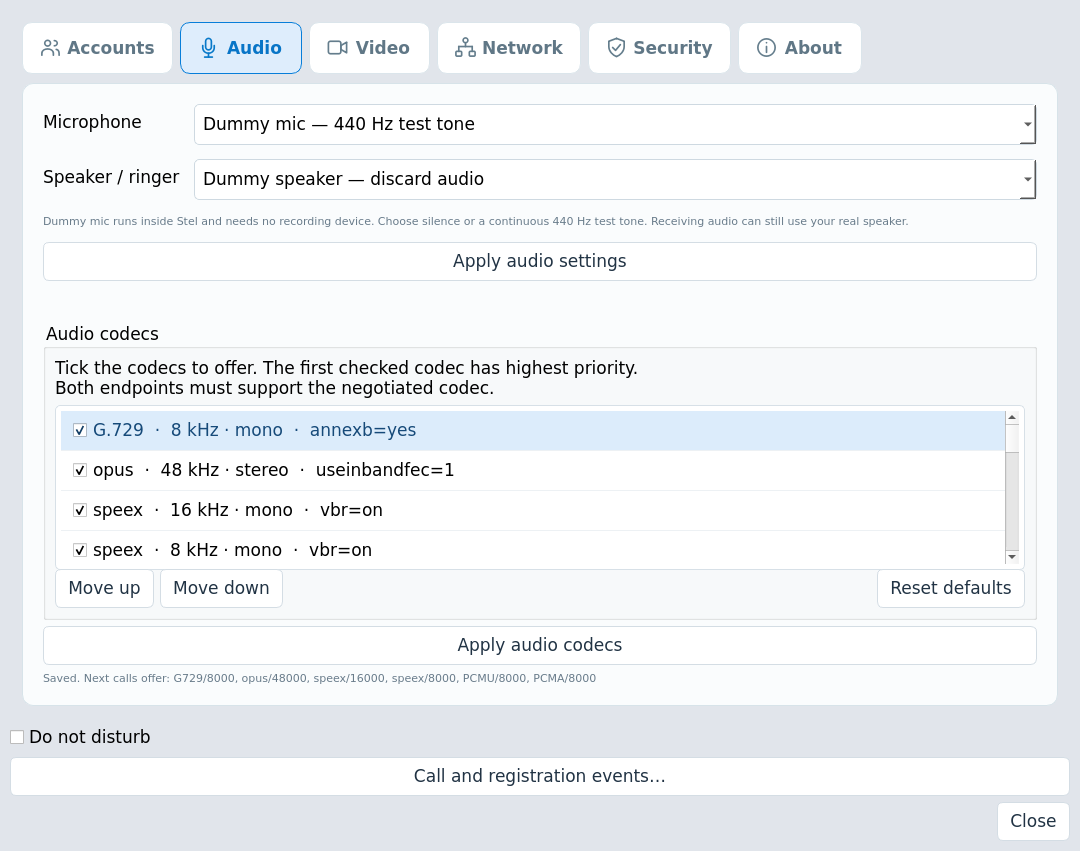 Accounts Audio Video Network Security About
Microphone Dummy mic — 440 Hz test tone
Speaker / ringer Dummy speaker — discard audio
Dummy mic runs inside Stel and needs no recording device. Choose silence or a continuous 440 Hz test tone. Receiving audio can still use your real speaker.
Apply audio settings
Audio codecs
Tick the codecs to offer. The first checked codec has highest priority.
Both endpoints must support the negotiated codec.
G.729 · 8 kHz · mono · annexb=yes
opus · 48 kHz · stereo · useinbandfec=1
speex · 16 kHz · mono · vbr=on
speex · 8 kHz · mono · vbr=on
Move up Move down Reset defaults
Apply audio codecs
Saved. Next calls offer: G729/8000, opus/48000, speex/16000, speex/8000, PCMU/8000, PCMA/8000
Do not disturb
Call and registration events…
Close